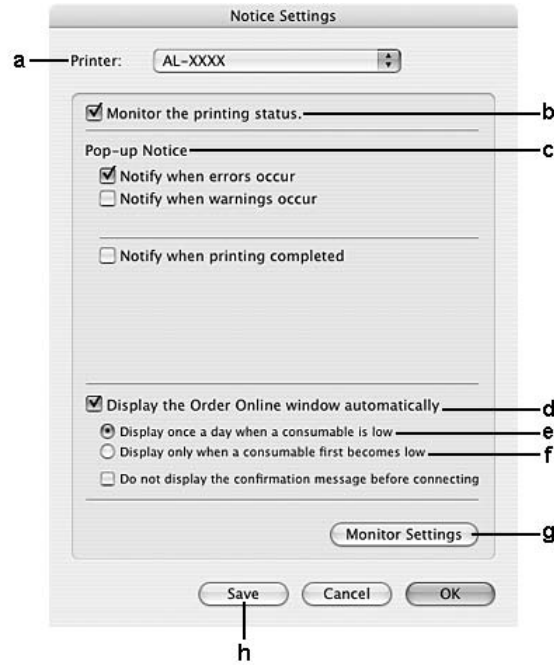 Notice Settings
a Printer: AL-XXXX
Monitor the printing status. b
Pop-up Notice c
Notify when errors occur
Notify when warnings occur
Notify when printing completed
Display the Order Online window automatically d
Display once a day when a consumable is low e
Display only when a consumable first becomes low f
Do not display the confirmation message before connecting
Monitor Settings g
Save Cancel OK
h